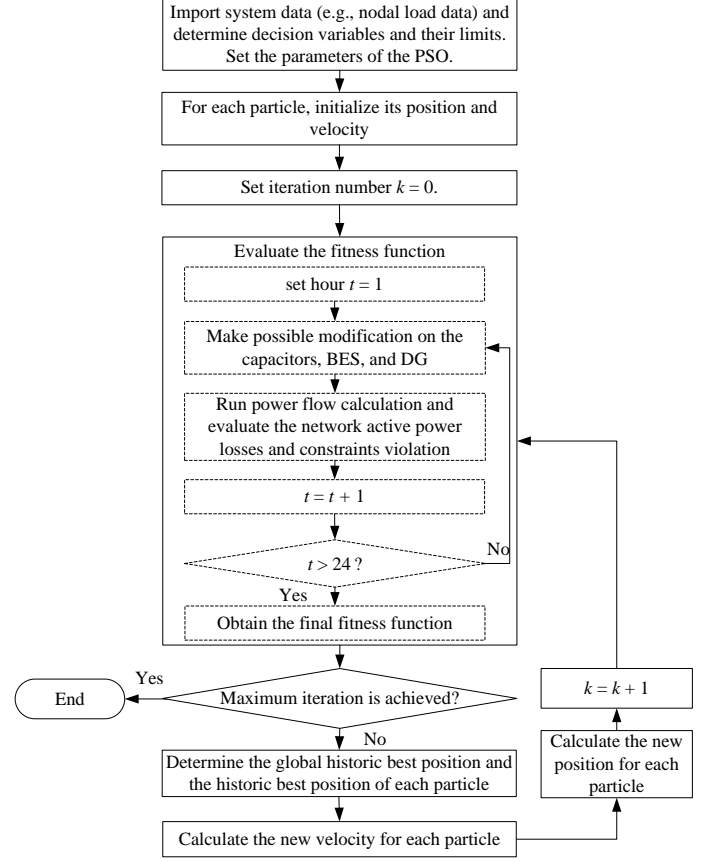 Import system data (e.g., nodal load data) and
determine decision variables and their limits.
Set the parameters of the PSO.
For each particle, initialize its position and
velocity
Set iteration number k = 0.
Evaluate the fitness function
set hour t = 1
Make possible modification on the
capacitors, BES, and DG
Run power flow calculation and
evaluate the network active power
losses and constraints violation
t = t + 1
t > 24 ?
No
Yes
Obtain the final fitness function
Maximum iteration is achieved?
Yes
End
No
Determine the global historic best position and
the historic best position of each particle
Calculate the new velocity for each particle
Calculate the new
position for each
particle
k = k + 1